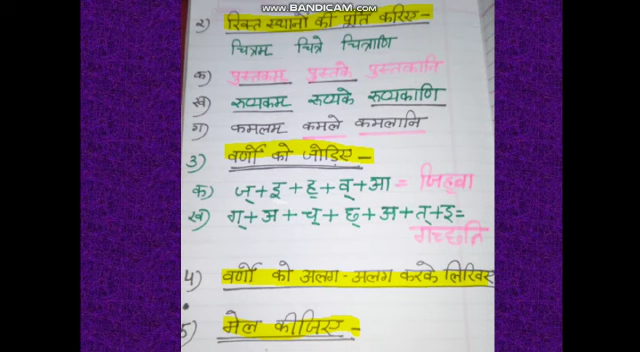 WWW.BANDICAM.COM
२) रिक्त स्थानों की पूर्ति करिए-
चित्रम् चित्रे चित्राणि
क) पुस्तकम् पुस्तके पुस्तकानि
ख) रुप्यकम् रुप्यके रुप्यकाणि
ग) कमलम् कमले कमलानि
3) वर्णों को जोड़िए-
क) ज्+इ+ह्+व्+आ = जिह्वा
ख) ग्+अ+च्+छ्+अ+त्+इ=
गच्छति
4) वर्णों को अलग-अलग करके लिखिए
5) मेल कीजिए-